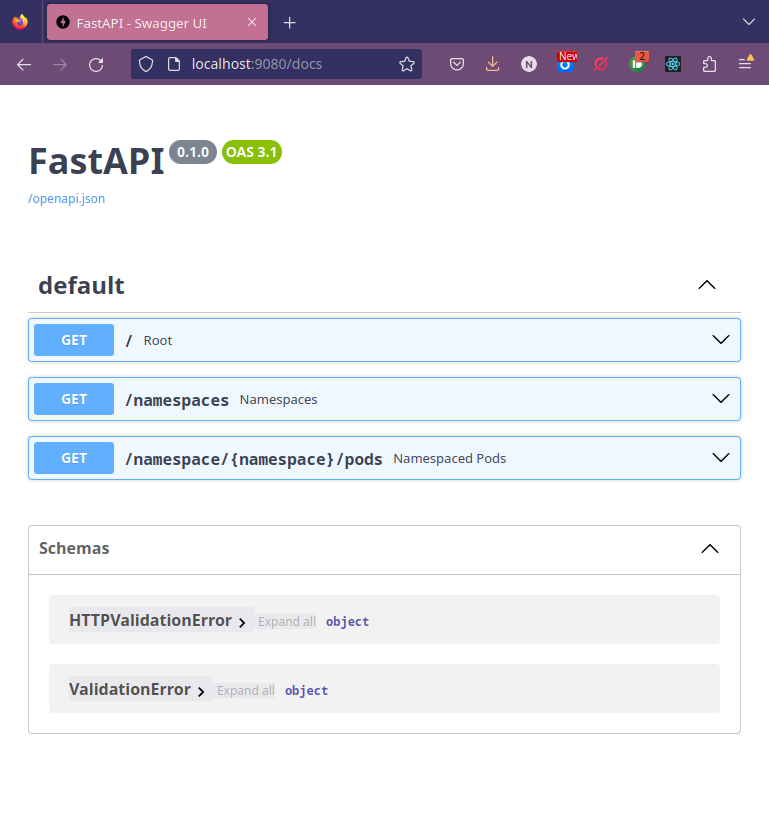 FastAPI - Swagger UI
localhost:9080/docs
N
New
2
FastAPI 0.1.0 OAS 3.1
/openapi.json
default
GET / Root
GET /namespaces Namespaces
GET /namespace/{namespace}/pods Namespaced Pods
Schemas
HTTPValidationError Expand all object
ValidationError Expand all object